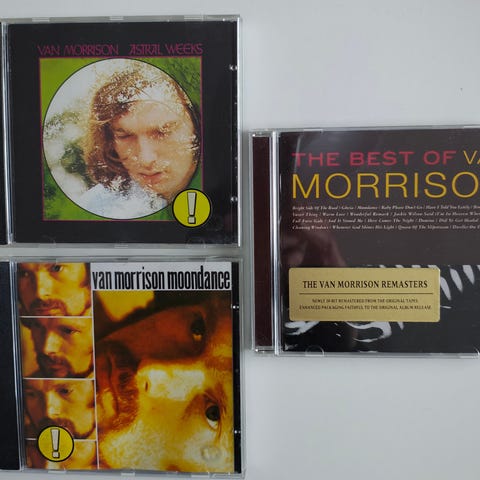 VAN MORRISON ASTRAL WEEKS
!
THE BEST OF VA
MORRISO
Bright Side Of The Road | Gloria | Moondance | Baby Please Don't Go | Have I Told You Lately |
Sweet Thing | Warm Love | Wonderful Remark | Jackie Wilson Said (I'm In Heaven When
Full Force Gale | And It Stoned Me | Here Comes The Night | Domino | Did Ye Get Healed
Cleaning Windows | Whenever God Shines His Light | Queen Of The Slipstream | Dweller On
THE VAN MORRISON REMASTERS
NEWLY 20-BIT REMASTERED FROM THE ORIGINAL TAPES.
ENHANCED PACKAGING FAITHFUL TO THE ORIGINAL ALBUM RELEASE.
van morrison moondance
!